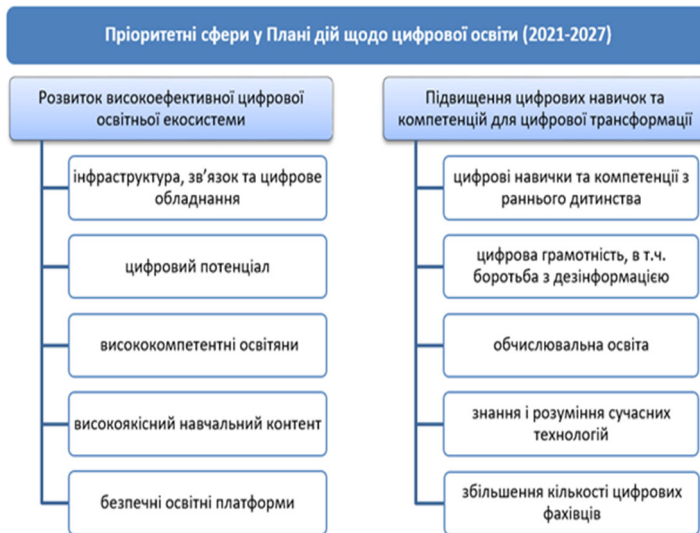 Пріоритетні сфери у Плані дій щодо цифрової освіти (2021-2027)
Розвиток високоефективної цифрової
освітньої екосистеми
інфраструктура, зв’язок та цифрове
обладнання
цифровий потенціал
висококомпетентні освітяни
високоякісний навчальний контент
безпечні освітні платформи
Підвищення цифрових навичок та
компетенцій для цифрової трансформації
цифрові навички та компетенції з
раннього дитинства
цифрова грамотність, в т.ч.
боротьба з дезінформацією
обчислювальна освіта
знання і розуміння сучасних
технологій
збільшення кількості цифрових
фахівців